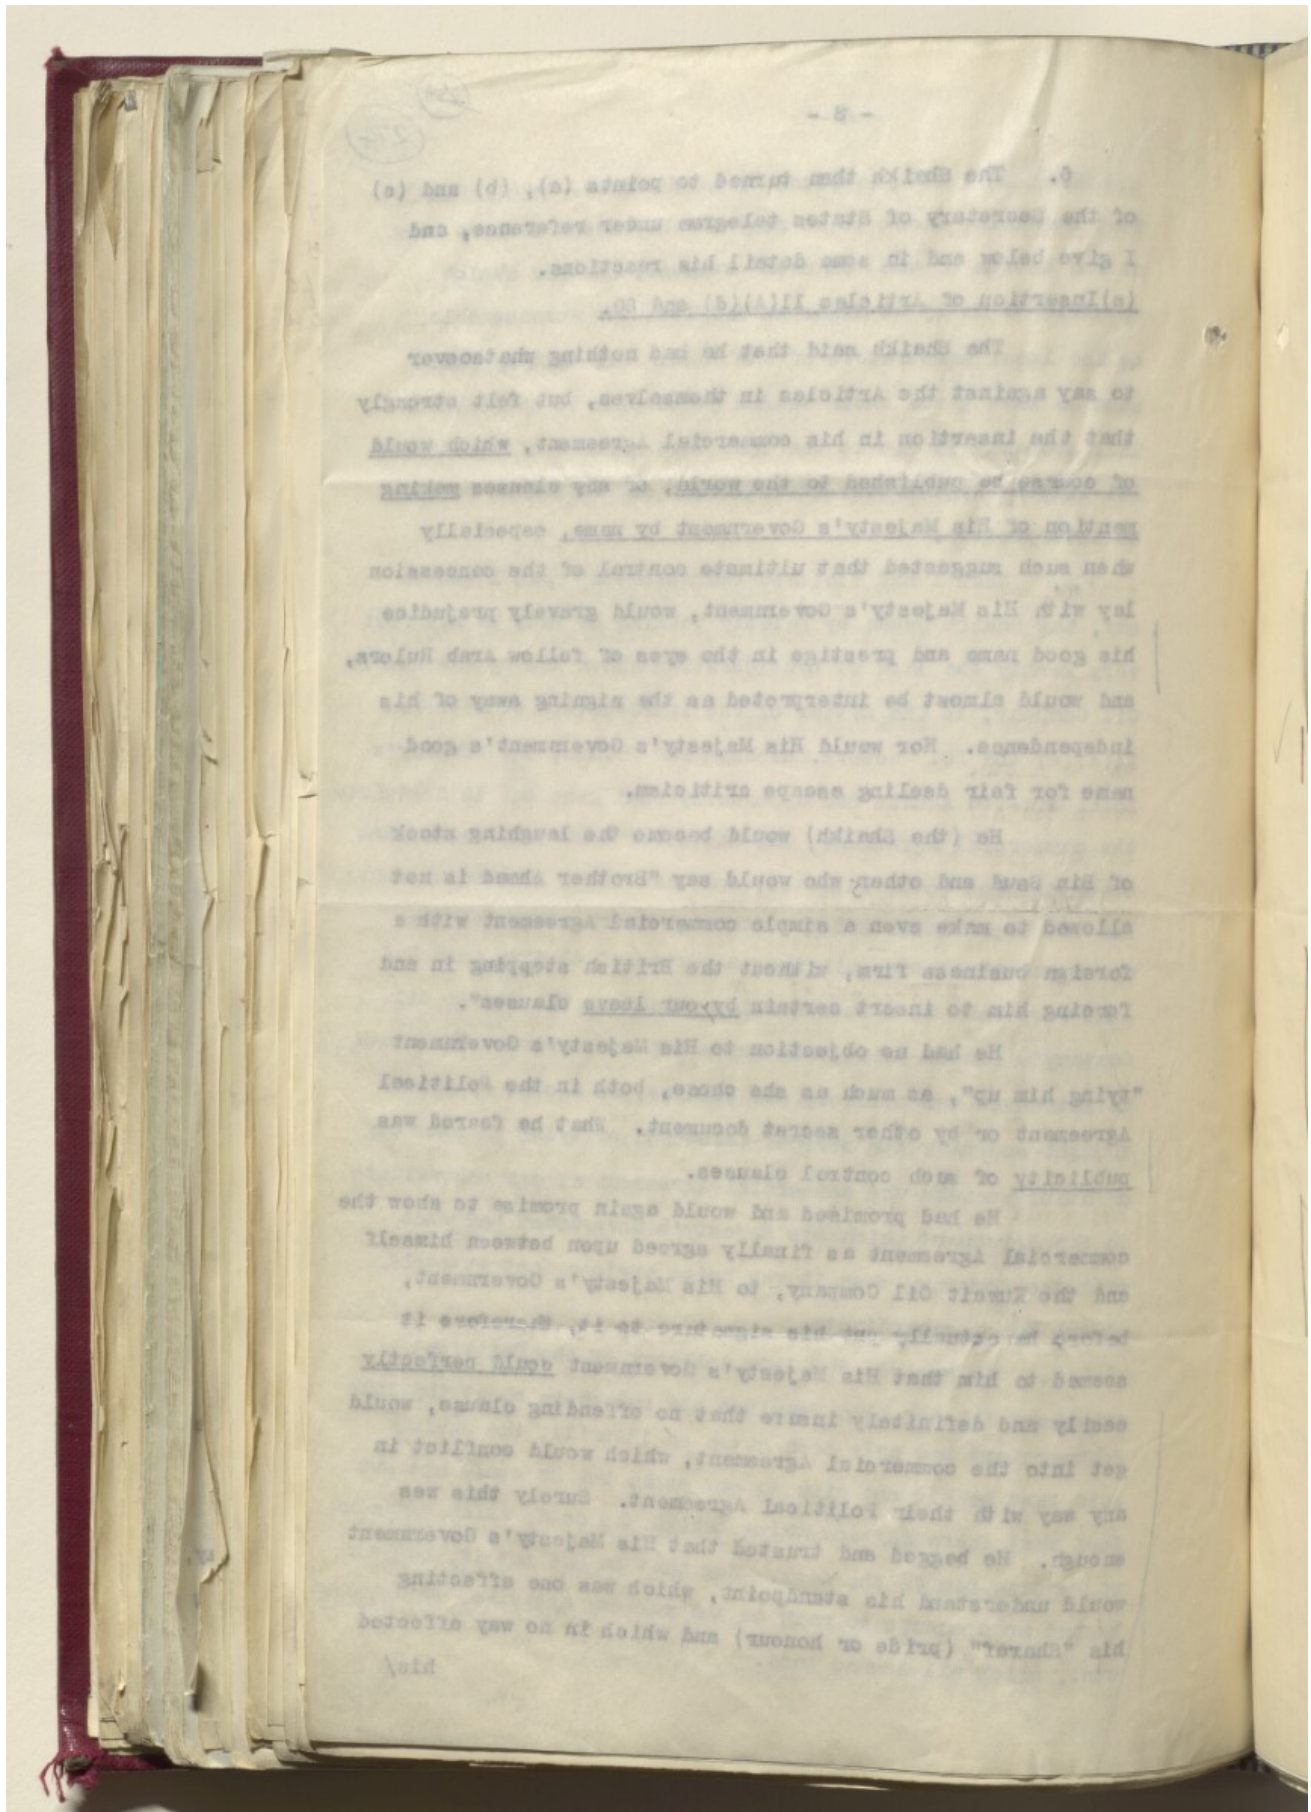 - 3 -
6. The Sheikh then turned to points (a), (b) and (c)
of the Secretary of States telegram under reference, and
I give below and in some detail his reactions.
(a)Insertion of Articles 11(A)(d) and 20.
The Sheikh said that he had nothing whatsoever
to say against the Articles in themselves, but felt strongly
that the insertion in his commercial Agreement, which would
of course be published to the world, of any clauses making
mention of His Majesty's Government by name, especially
when such suggested that ultimate control of the concession
lay with His Majesty's Government, would gravely prejudice
his good name and prestige in the eyes of fellow Arab Rulers,
and would almost be interpreted as the signing away of his
independence. Nor would His Majesty's Government's good
name for fair dealing escape criticism.
He (the Shaikh) would become the laughing stock
of Bin Saud and others who would say "Brother Ahmad is not
allowed to make even a simple commercial Agreement with a
foreign business firm, without the British stepping in and
forcing him to insert certain by your leave clauses".
He had no objection to His Majesty's Government
"tying him up", as much as she chose, both in the Political
Agreement or by other secret document. What he feared was
publicity of such control clauses.
He had promised and would again promise to show the
commercial Agreement as finally agreed upon between himself
and the Kuwait Oil Company, to His Majesty's Government,
before he actually put his signature to it, therefore it
seemed to him that His Majesty's Government could perfectly
easily and definitely insure that no offending clause, would
get into the commercial Agreement, which would conflict in
any way with their Political Agreement. Surely this was
enough. He begged and trusted that His Majesty's Government
would understand his standpoint, which was one affecting
his "Sharef" (pride or honour) and which in no way affected
his/